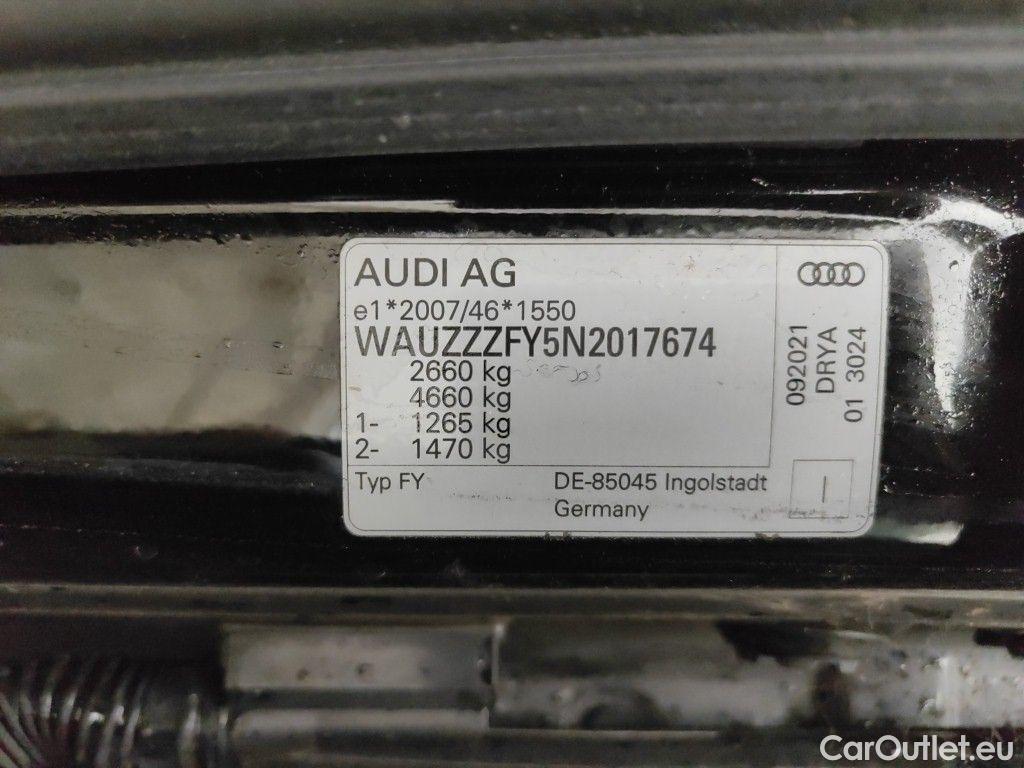 AUDI AG
e1*2007/46*1550
WAUZZZFY5N2017674
2660 kg
4660 kg
1- 1265 kg
2- 1470 kg
Typ FY
DE-85045 Ingolstadt
Germany
092021
DRYA
01 3024
I
CarOutlet.eu